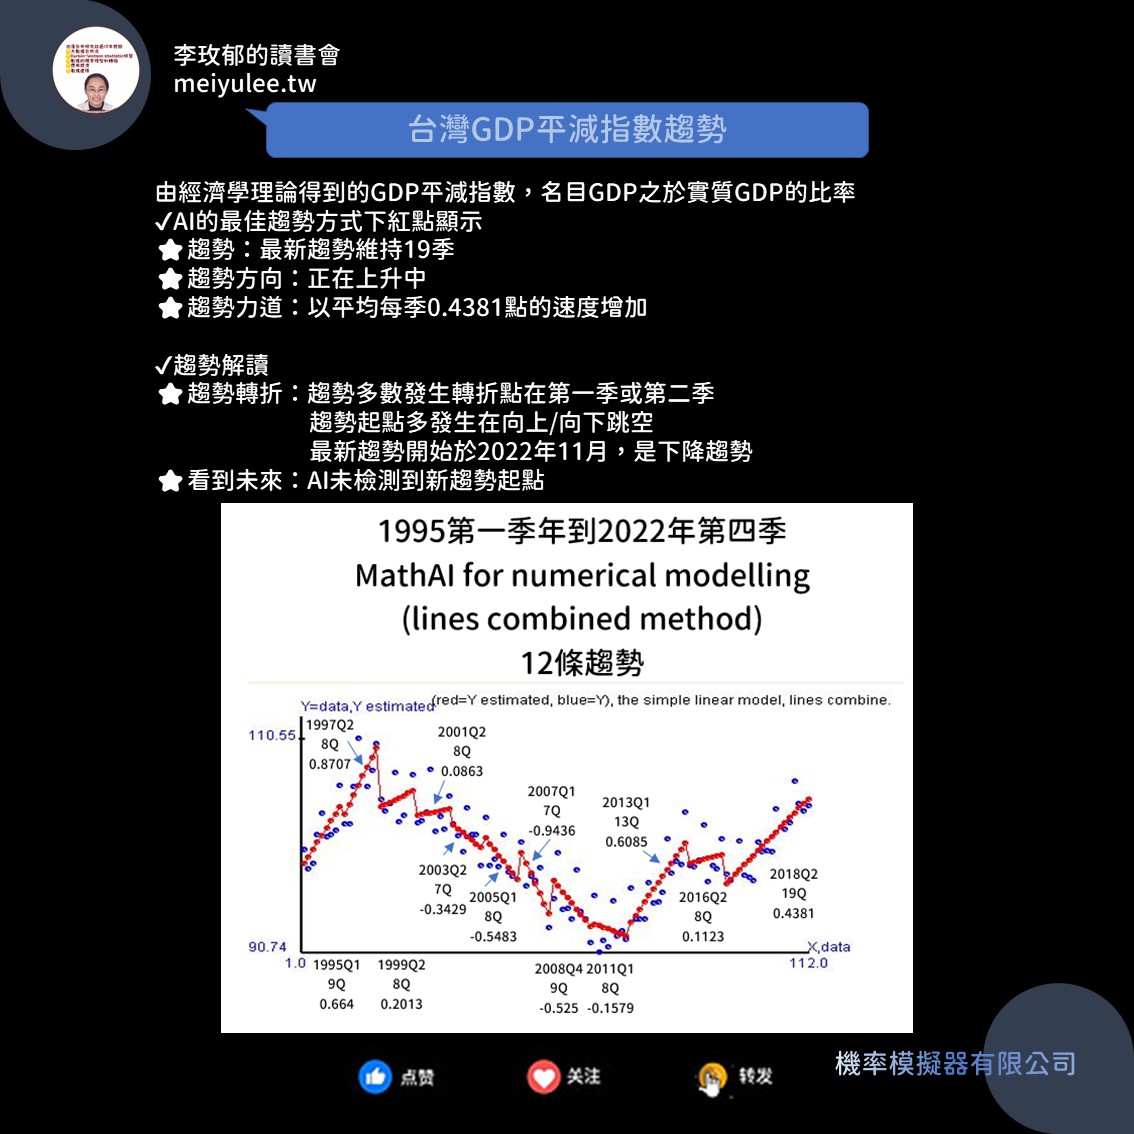 李玫郁的讀書會
meiyulee.tw
台灣GDP平減指數趨勢
由經濟學理論得到的GDP平減指數，名目GDP之於實質GDP的比率
✓AI的最佳趨勢方式下紅點顯示
★趨勢：最新趨勢維持19季
★趨勢方向：正在上升中
★趨勢力道：以平均每季0.4381點的速度增加
✓趨勢解讀
★趨勢轉折：趨勢多數發生轉折點在第一季或第二季
趨勢起點多發生在向上/向下跳空
最新趨勢開始於2022年11月，是下降趨勢
★看到未來：AI未檢測到新趨勢起點
1995第一季年到2022年第四季
MathAI for numerical modelling
(lines combined method)
12條趨勢
Y=data,Y estimated
(red=Y estimated, blue=Y), the simple linear model, lines combine.
110.55
1997Q2
8Q
0.8707
2001Q2
8Q
0.0863
2007Q1
7Q
-0.9436
2013Q1
13Q
0.6085
2003Q2
7Q
-0.3429
2005Q1
8Q
-0.5483
2016Q2
8Q
0.1123
2018Q2
19Q
0.4381
90.74
X,data
1.0
112.0
1995Q1
9Q
0.664
1999Q2
8Q
0.2013
2008Q4
9Q
-0.525
2011Q1
8Q
-0.1579
点赞
关注
转发
機率模擬器有限公司